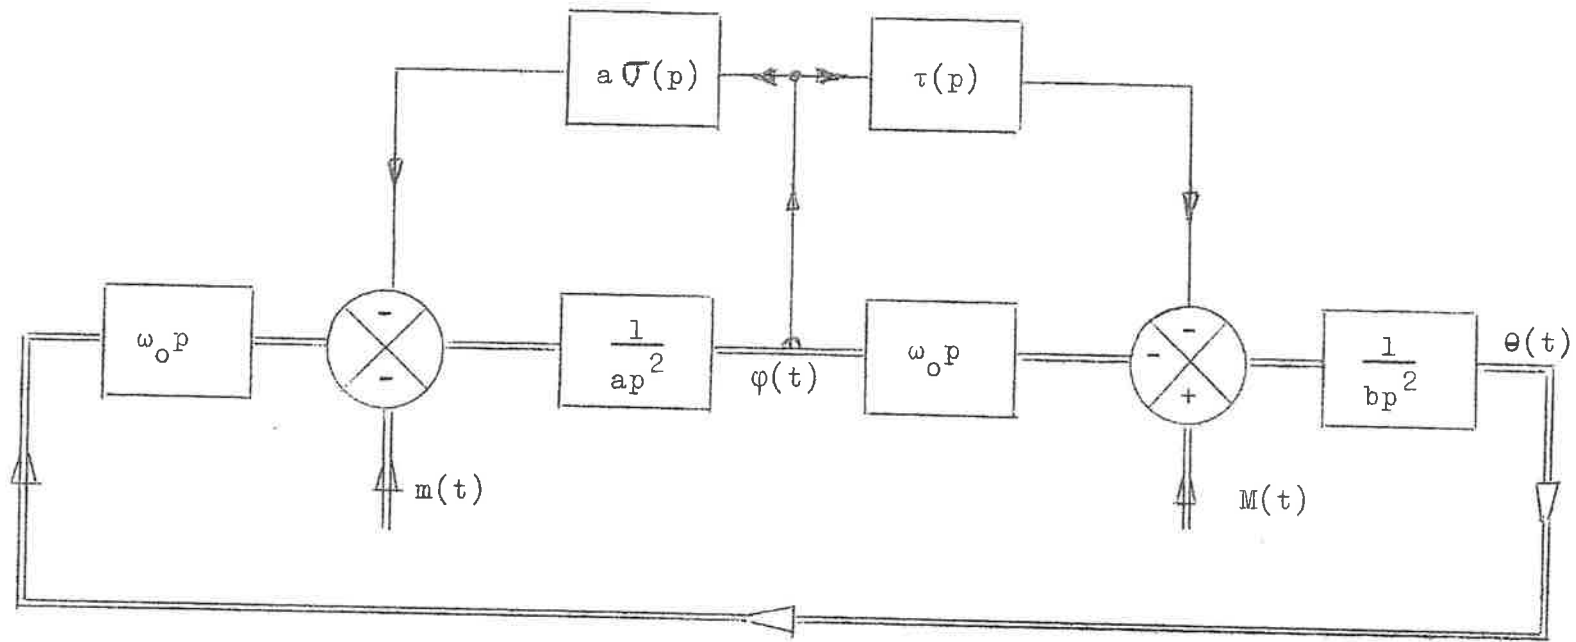 a σ(p)
τ(p)
ω₀p
-
-
1
ap²
φ(t)
ω₀p
-
-
+
1
bp²
θ(t)
m(t)
M(t)